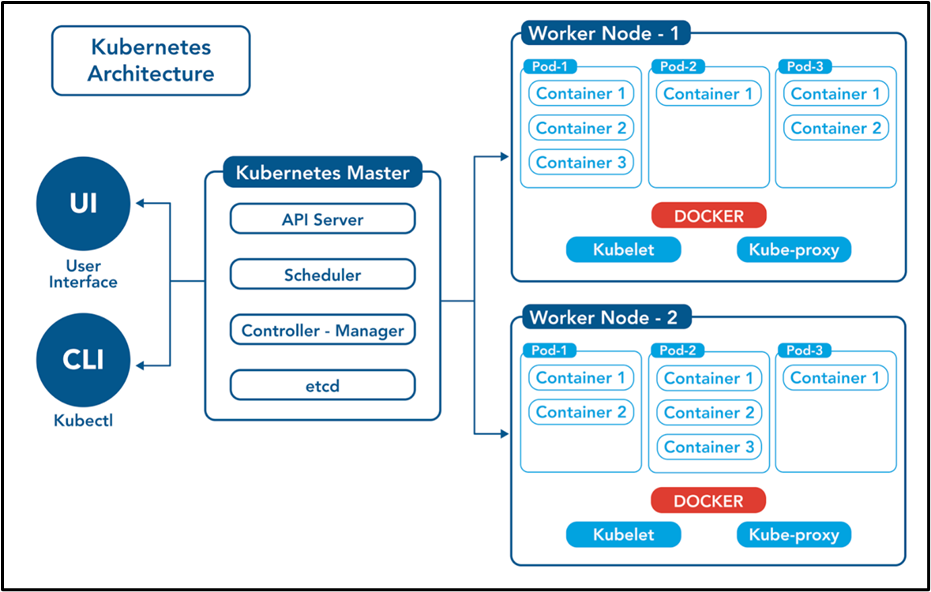 Kubernetes
Architecture
UI
User
Interface
CLI
Kubectl
Kubernetes Master
API Server
Scheduler
Controller - Manager
etcd
Worker Node - 1
Pod-1
Container 1
Container 2
Container 3
Pod-2
Container 1
Pod-3
Container 1
Container 2
DOCKER
Kubelet
Kube-proxy
Worker Node - 2
Pod-1
Container 1
Container 2
Pod-2
Container 1
Container 2
Container 3
Pod-3
Container 1
DOCKER
Kubelet
Kube-proxy